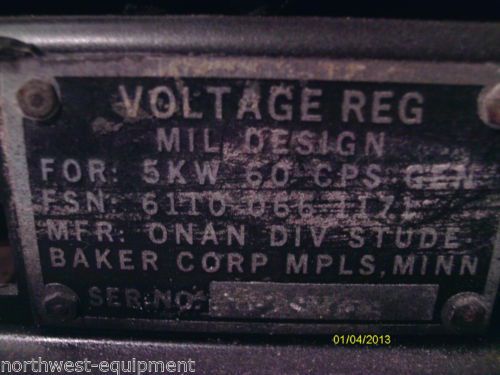 VOLTAGE REG
MIL DESIGN
FOR: 5KW 60 CPS GEN
FSN: 6110-066-1171
MFR: ONAN DIV STUDE-
BAKER CORP MPLS, MINN
SER NO.
01/04/2013
northwest-equipment